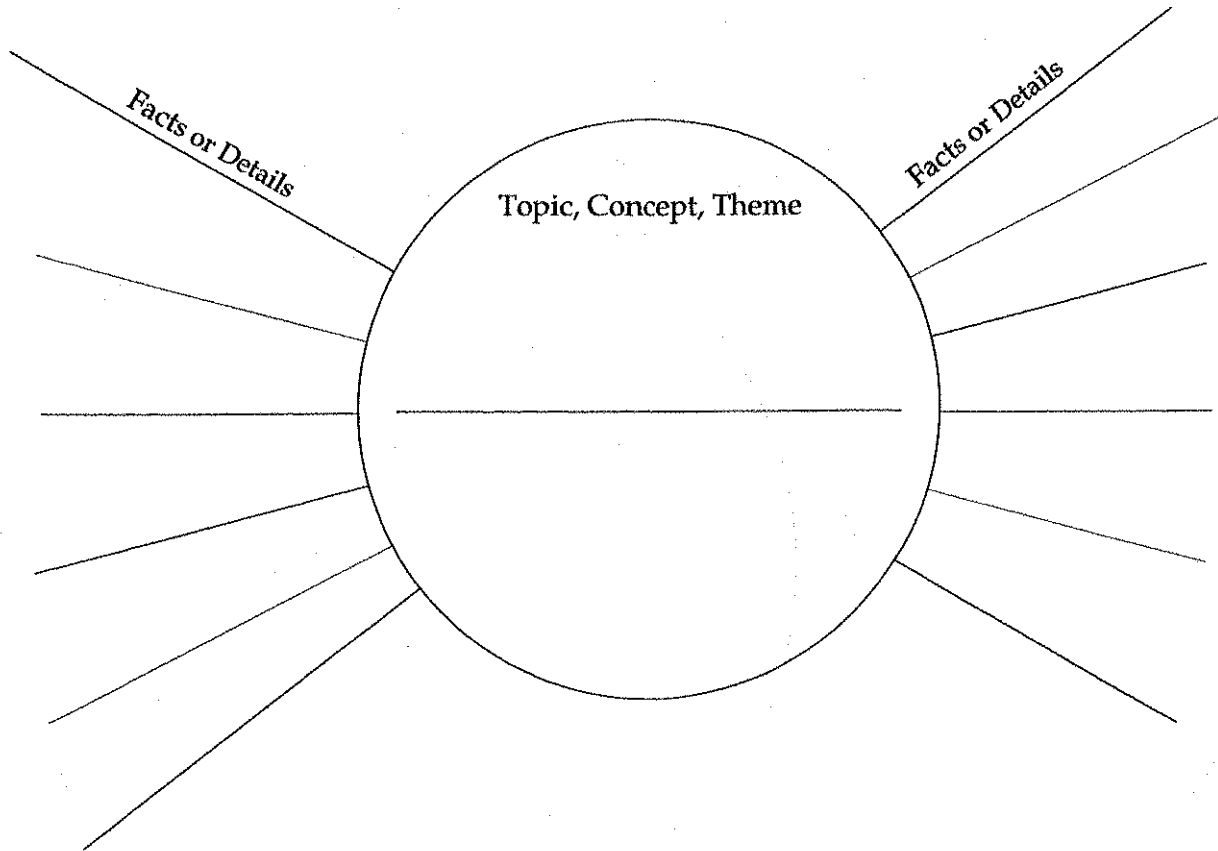 Facts or Details
Topic, Concept, Theme
Facts or Details